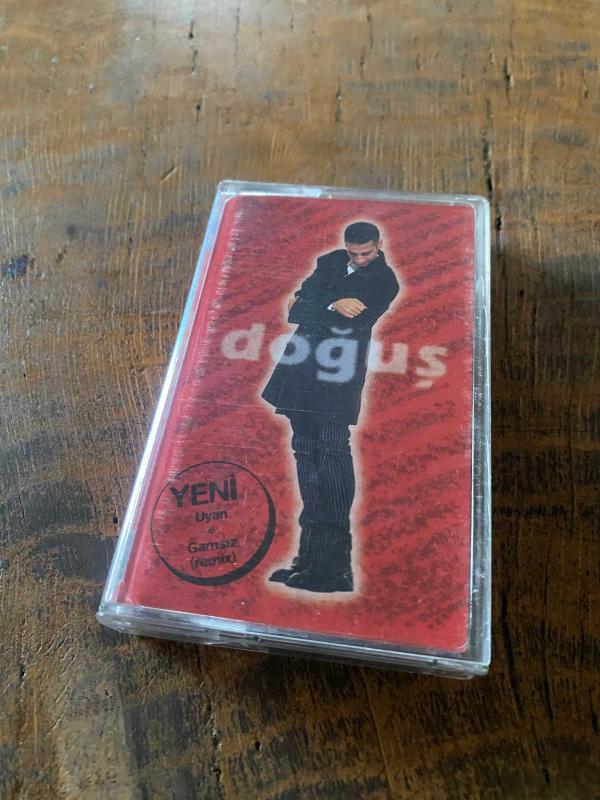 doğuş
YENİ
Uyan
+
Gamsız
(remix)